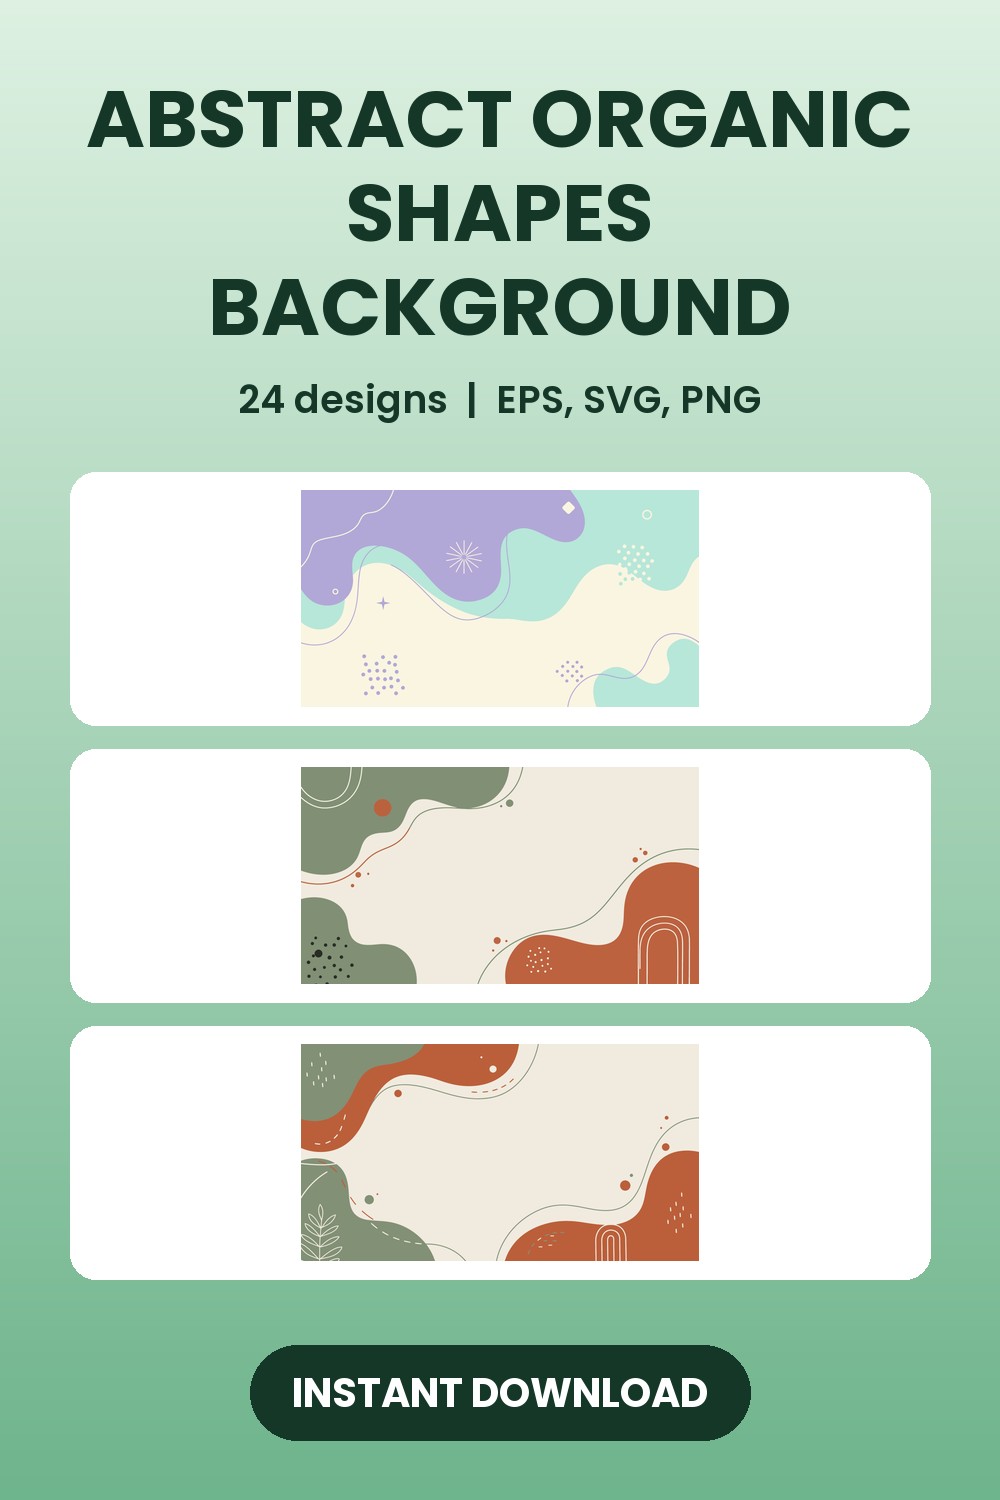 ABSTRACT ORGANIC
SHAPES
BACKGROUND
24 designs | EPS, SVG, PNG
INSTANT DOWNLOAD